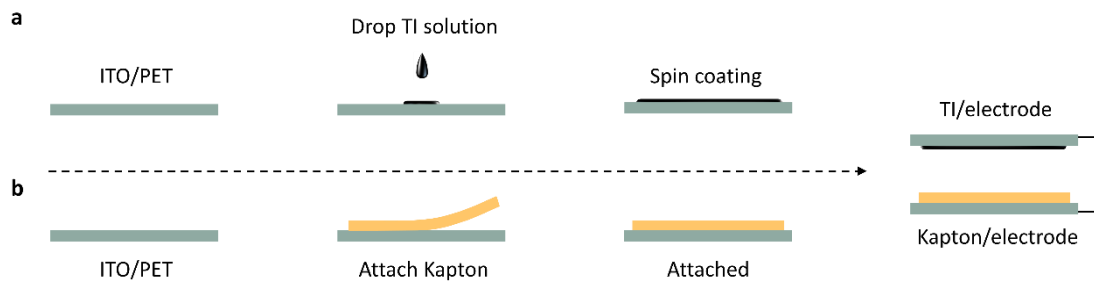 a
Drop TI solution
ITO/PET
Spin coating
TI/electrode
b
Kapton/electrode
ITO/PET
Attach Kapton
Attached